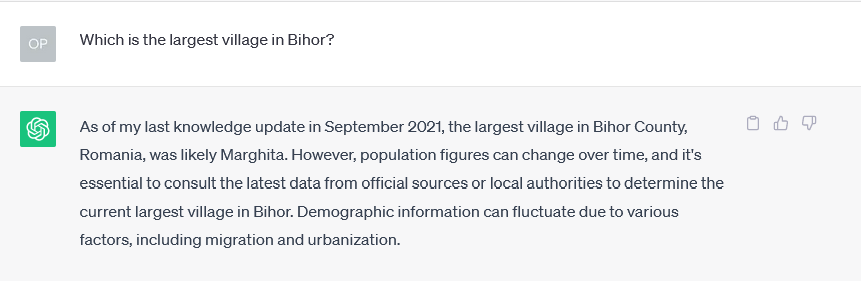 OP
Which is the largest village in Bihor?
As of my last knowledge update in September 2021, the largest village in Bihor County,
Romania, was likely Marghita. However, population figures can change over time, and it's
essential to consult the latest data from official sources or local authorities to determine the
current largest village in Bihor. Demographic information can fluctuate due to various
factors, including migration and urbanization.